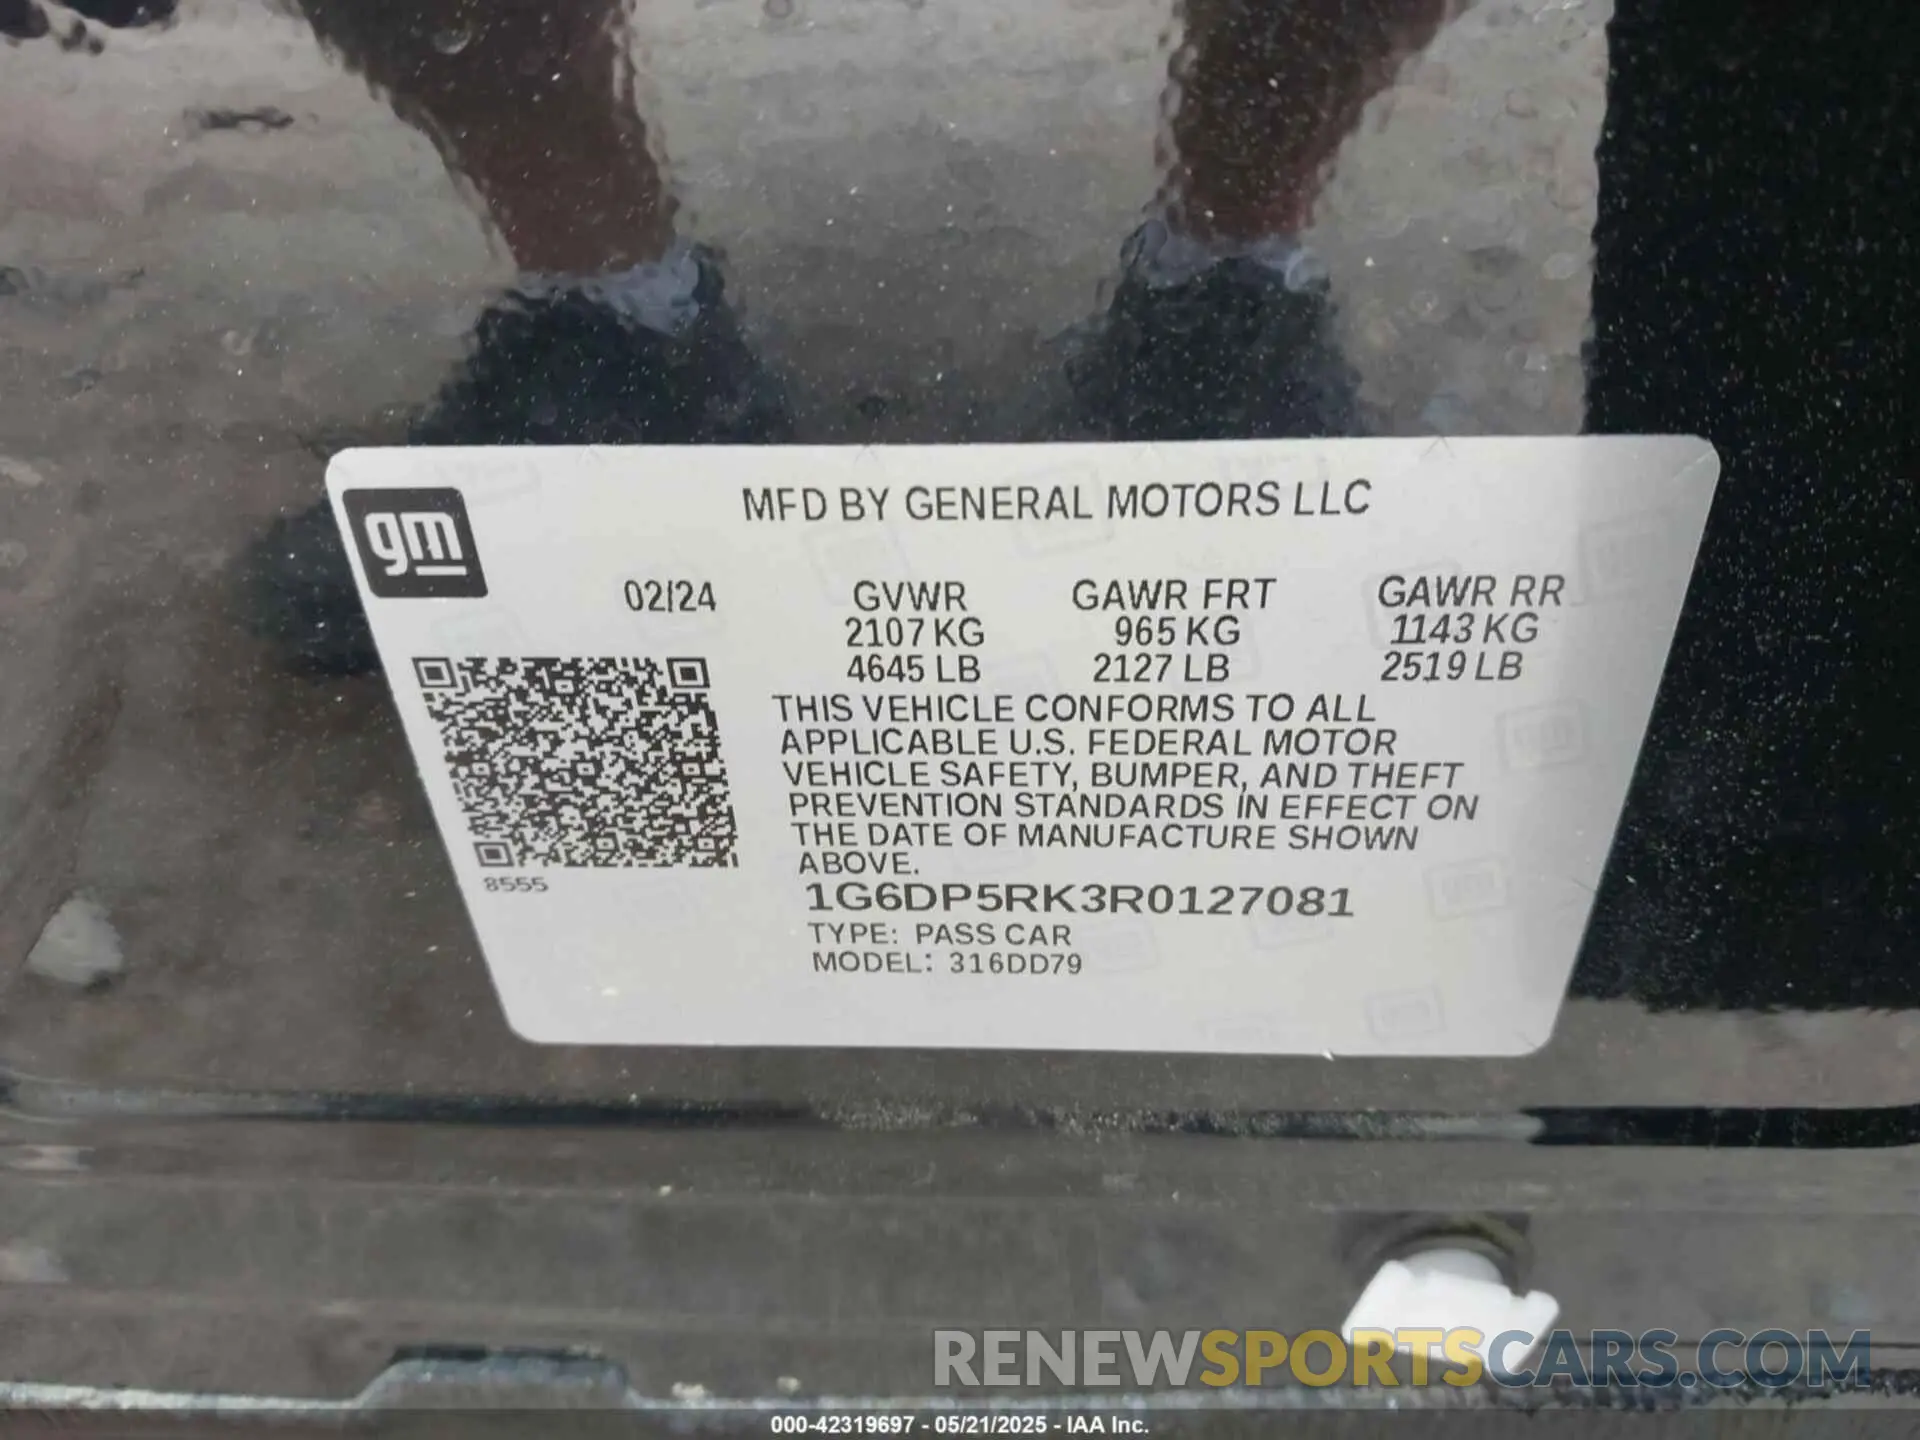 MFD BY GENERAL MOTORS LLC
gm
02/24 GVWR GAWR FRT GAWR RR
2107 KG 965 KG 1143 KG
4645 LB 2127 LB 2519 LB
THIS VEHICLE CONFORMS TO ALL
APPLICABLE U.S. FEDERAL MOTOR
VEHICLE SAFETY, BUMPER, AND THEFT
PREVENTION STANDARDS IN EFFECT ON
THE DATE OF MANUFACTURE SHOWN
ABOVE.
8555
1G6DP5RK3R0127081
TYPE: PASS CAR
MODEL: 316DD79
RENEWSPORTSCARS.COM
000-42319697 - 05/21/2025 - IAA Inc.